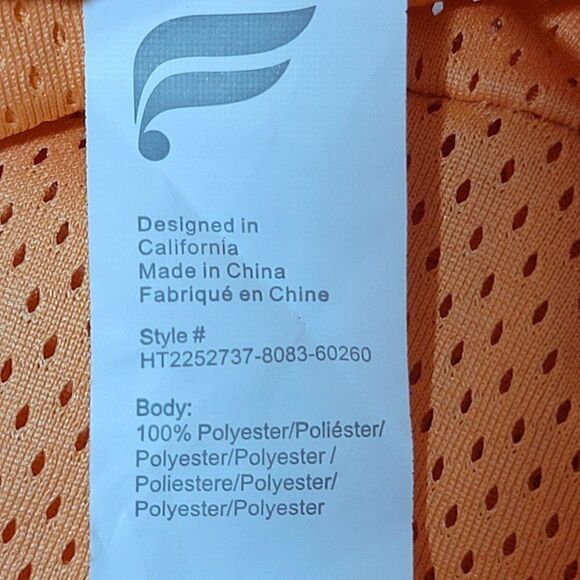 Designed in
California
Made in China
Fabriqué en Chine
Style #
HT2252737-8083-60260
Body:
100% Polyester/Poliéster/
Polyester/Polyester /
Poliestere/Polyester/
Polyester/Polyester